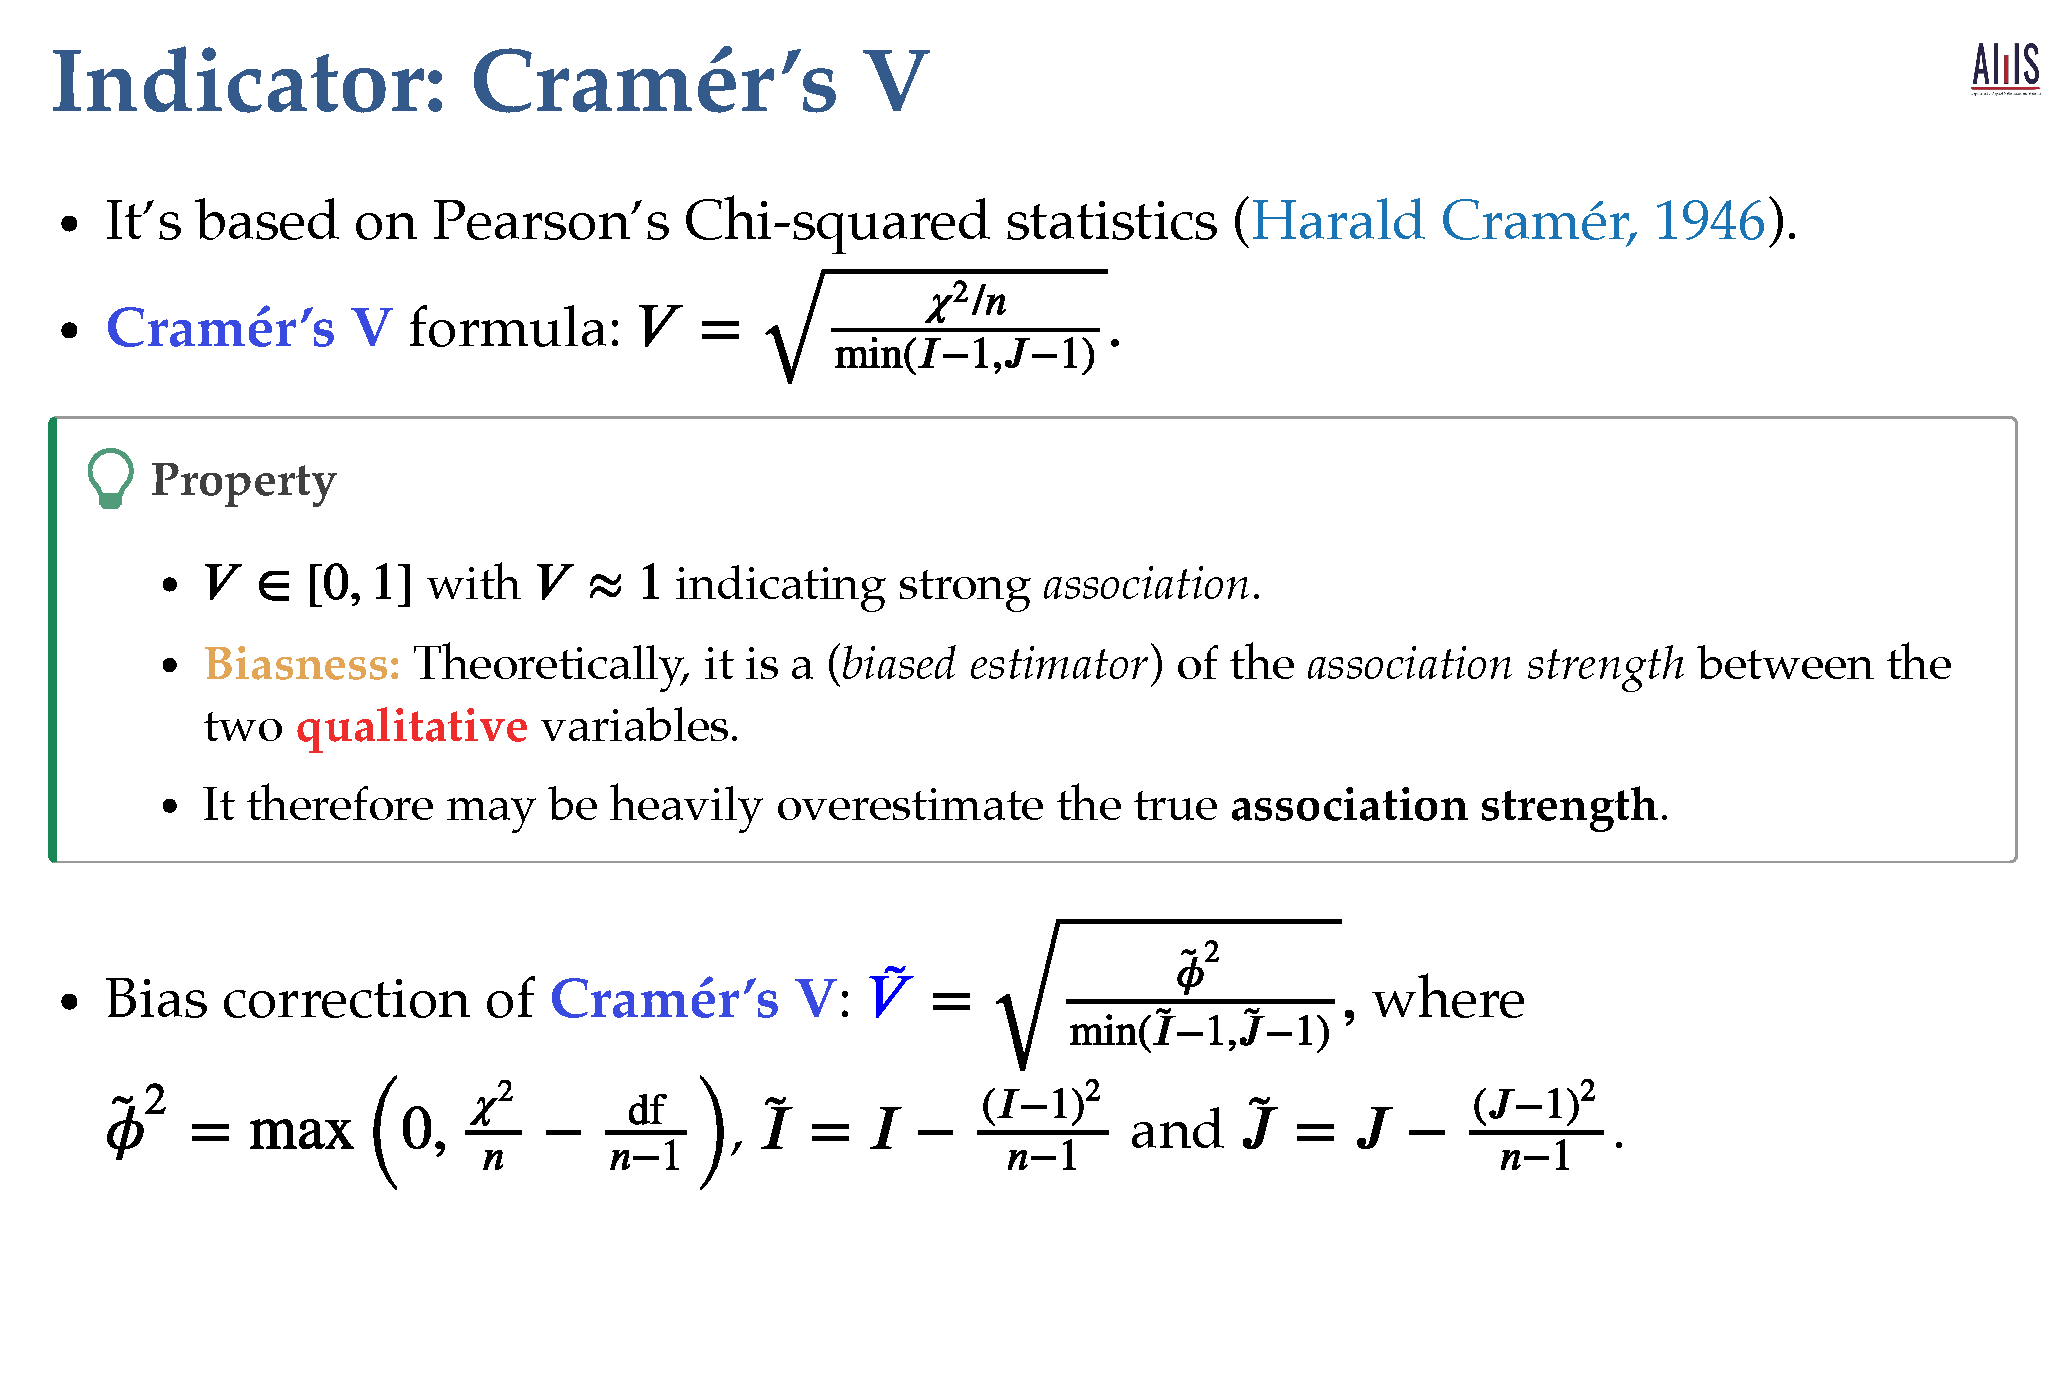 Indicator: Cramér’s V
AIIIS
• It’s based on Pearson’s Chi-squared statistics (Harald Cramér, 1946).
• Cramér’s V formula: V = √((χ²/n)/(min(I−1,J−1))).
Property
• V ∈ [0, 1] with V ≈ 1 indicating strong association.
• Biasness: Theoretically, it is a (biased estimator) of the association strength between the
two qualitative variables.
• It therefore may be heavily overestimate the true association strength.
• Bias correction of Cramér’s V: Ṽ = √(ϕ̃²/(min(Ĩ−1,J̃−1))), where
ϕ̃² = max (0, χ²/n − df/(n−1)), Ĩ = I − (I−1)²/(n−1) and J̃ = J − (J−1)²/(n−1).